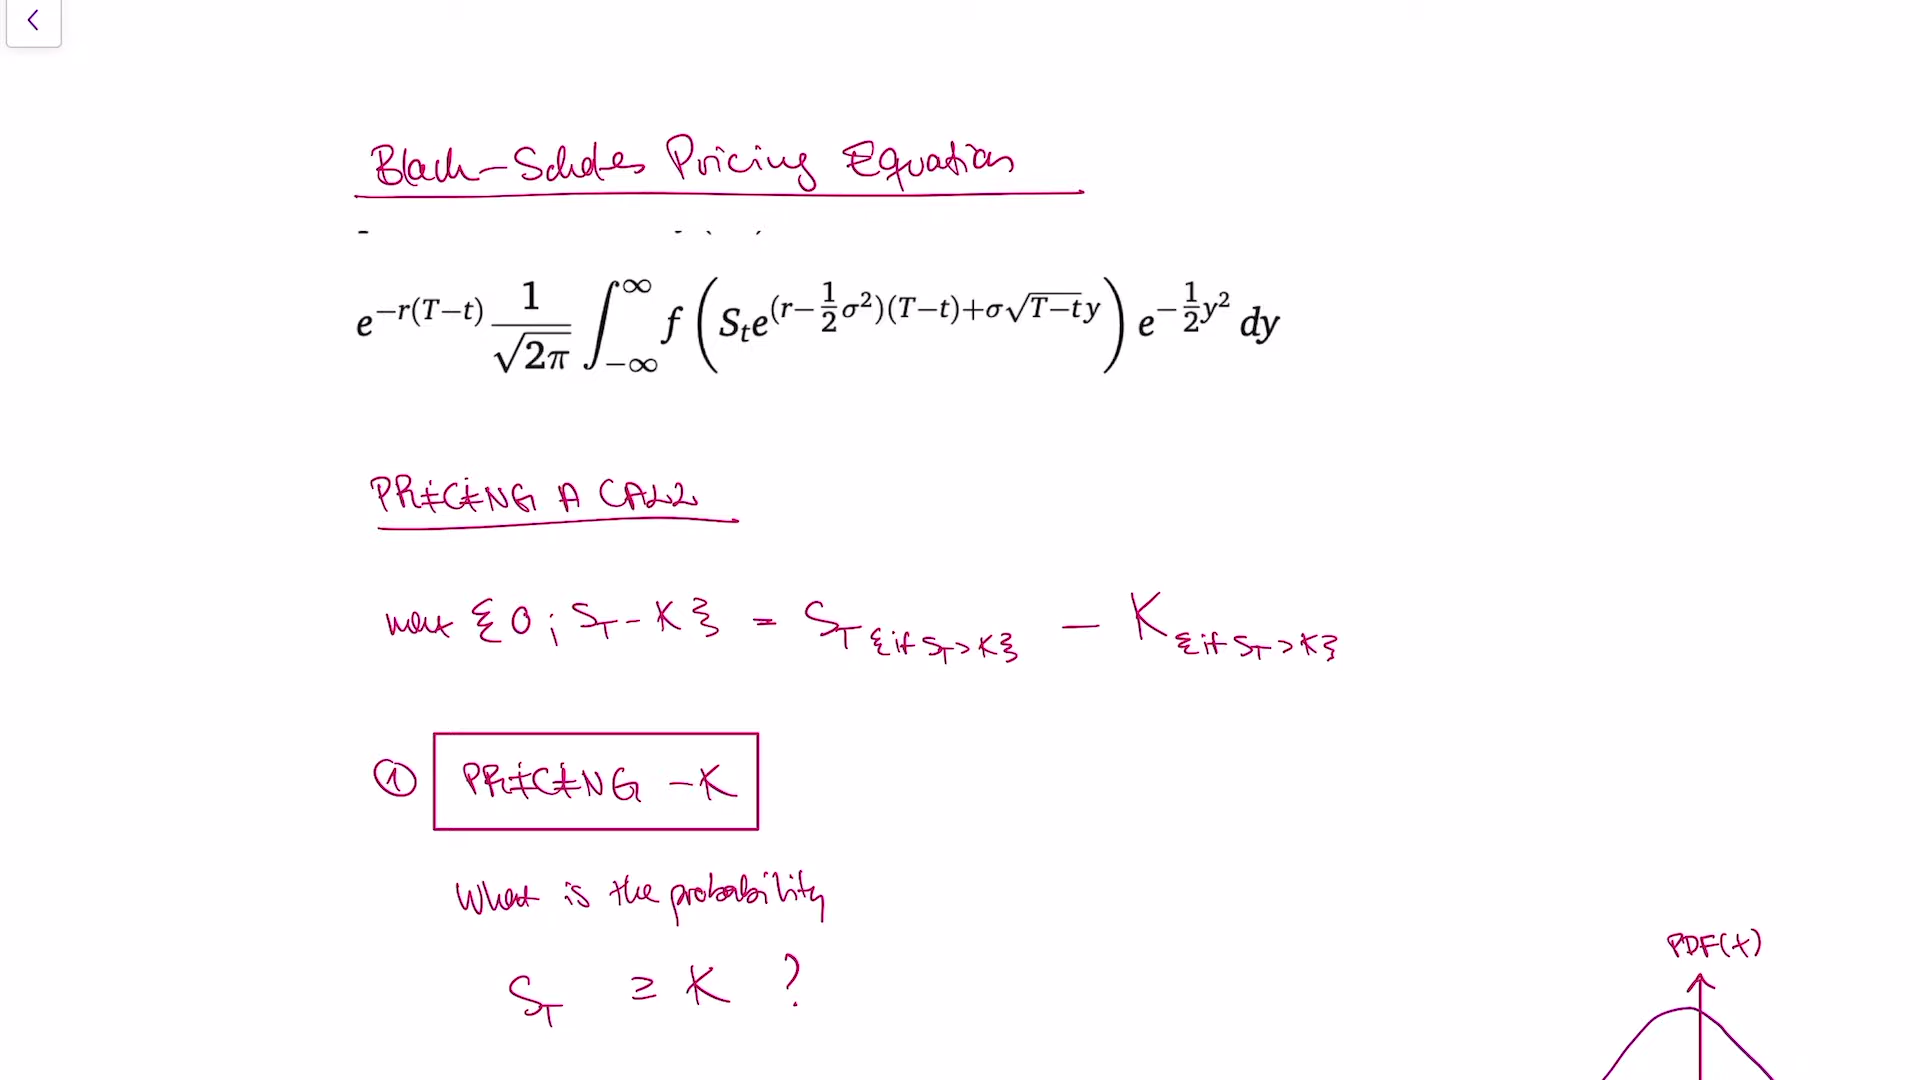 Black-Scholes Pricing Equation
e^{-r(T-t)} \frac{1}{\sqrt{2\pi}} \int_{-\infty}^{\infty} f\left(S_t e^{(r-\frac{1}{2}\sigma^2)(T-t)+\sigma\sqrt{T-t}y}\right) e^{-\frac{1}{2}y^2} dy
PRICING A CALL
max {0; S_T - K} = S_T {if S_T > K} - K {if S_T > K}
① PRICING -K
What is the probability
S_T ≥ K ?
PDF(x)